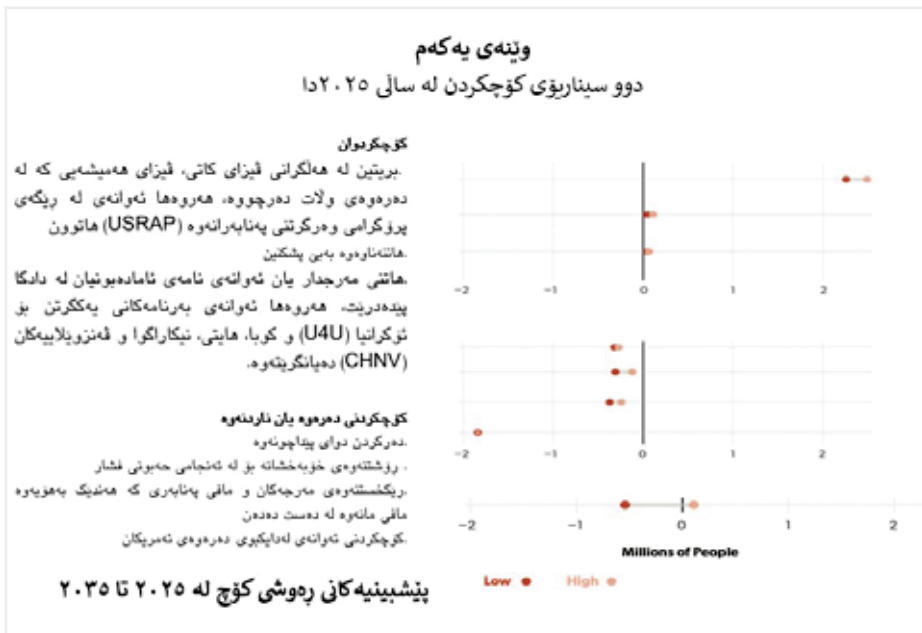 وێنەی یەکەم
دوو سیناریۆی کۆچکردن لە ساڵی ٢٠٢٥دا
کۆچکردوان
.بریتین لە هەڵگرانی ڤیزای کاتی، ڤیزای هەمیشەیی کە لە
دەرەوەی وڵات دەرچووە، هەروەها ئەوانەی لە ڕێگەی
پرۆگرامی وەرگرتنی پەنابەرانەوە (USRAP) هاتوون
.هاتنەناوەوە بەبێ پشکنین
.هاتنی مەرجدار یان ئەوانەی نامەی ئامادەبونیان لە دادگا
پێدەدرێت، هەروەها ئەوانەی بەرنامەکانی یەکگرتن بۆ
ئۆکرانیا (U4U) و کوبا، هایتی، نیکاراگوا و ڤەنزوێلاییەکان
(CHNV) دەیانگرێتەوە.
کۆچکردنی دەرەوە یان ناردنەوە
.دەرکردن دوای پێداچونەوە
. ڕۆشتنەوەی خۆبەخشانە بۆ لە ئەنجامی حەبوتی فشار
.ڕێکخستنەوەی مەرجەکان و مافی پەنابەری کە هەندێک بەهۆیەوە
مافی مانەوە لە دەست دەدەن
.کۆچکردنی ئەوانەی لەدایکبوی دەرەوەی ئەمریکان
−2 −1 0 1 2
−2 −1 0 1 2
−2 −1 0 1 2
Millions of People
Low High
پێشبینیەکانی ڕەوشی کۆچ لە ٢٠٢٥ تا ٢٠٣٥